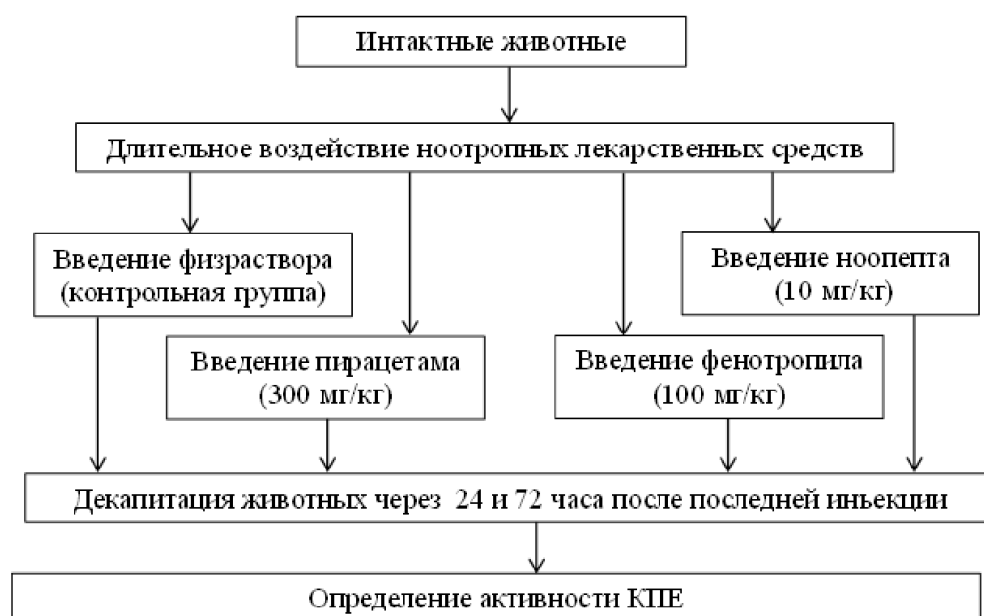 Интактные животные
Длительное воздействие ноотропных лекарственных средств
Введение физраствора
(контрольная группа)
Введение ноопепта
(10 мг/кг)
Введение пирацетама
(300 мг/кг)
Введение фенотропила
(100 мг/кг)
Декапитация животных через 24 и 72 часа после последней иньекции
Определение активности КПЕ